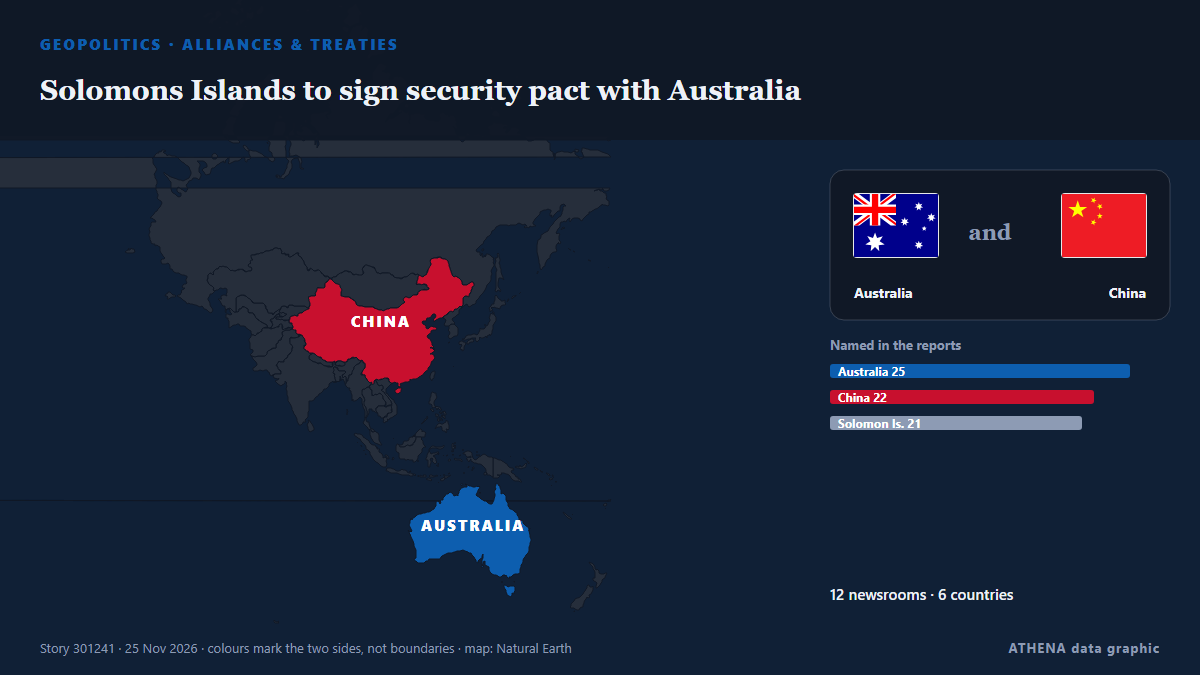 GEOPOLITICS · ALLIANCES & TREATIES
Solomons Islands to sign security pact with Australia
CHINA
AUSTRALIA
and
Australia
China
Named in the reports
Australia 25
China 22
Solomon Is. 21
12 newsrooms · 6 countries
Story 301241 · 25 Nov 2026 · colours mark the two sides, not boundaries · map: Natural Earth
ATHENA data graphic